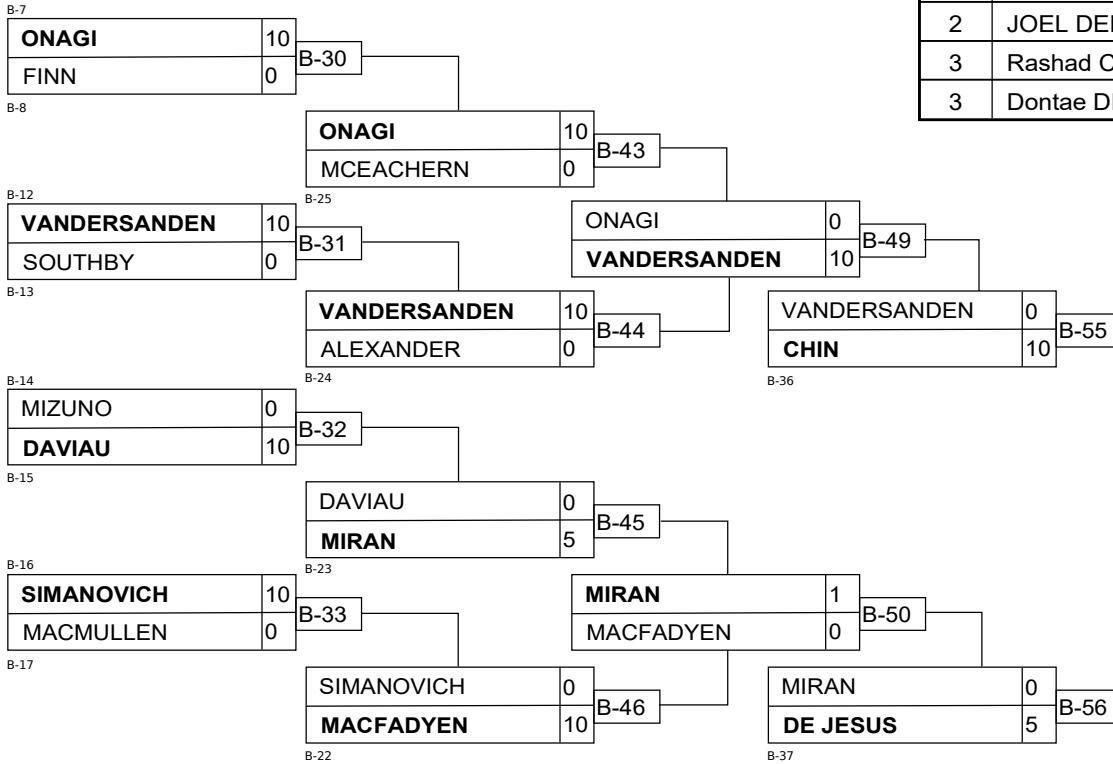 B-7
ONAGI 10
FINN 0
B-8
B-30
2 JOEL
3 Rashad
3 Dontae
ONAGI 10
MCEACHERN 0
B-25
B-43
B-12
VANDERSANDEN 10
SOUTHBY 0
B-13
B-31
ONAGI 0
VANDERSANDEN 10
B-49
VANDERSANDEN 10
ALEXANDER 0
B-24
B-44
VANDERSANDEN 0
CHIN 10
B-36
B-55
B-14
MIZUNO 0
DAVIAU 10
B-15
B-32
DAVIAU 0
MIRAN 5
B-23
B-45
B-16
SIMANOVICH 10
MACMULLEN 0
B-17
B-33
MIRAN 1
MACFADYEN 0
B-50
SIMANOVICH 0
MACFADYEN 10
B-22
B-46
MIRAN 0
DE JESUS 5
B-37
B-56